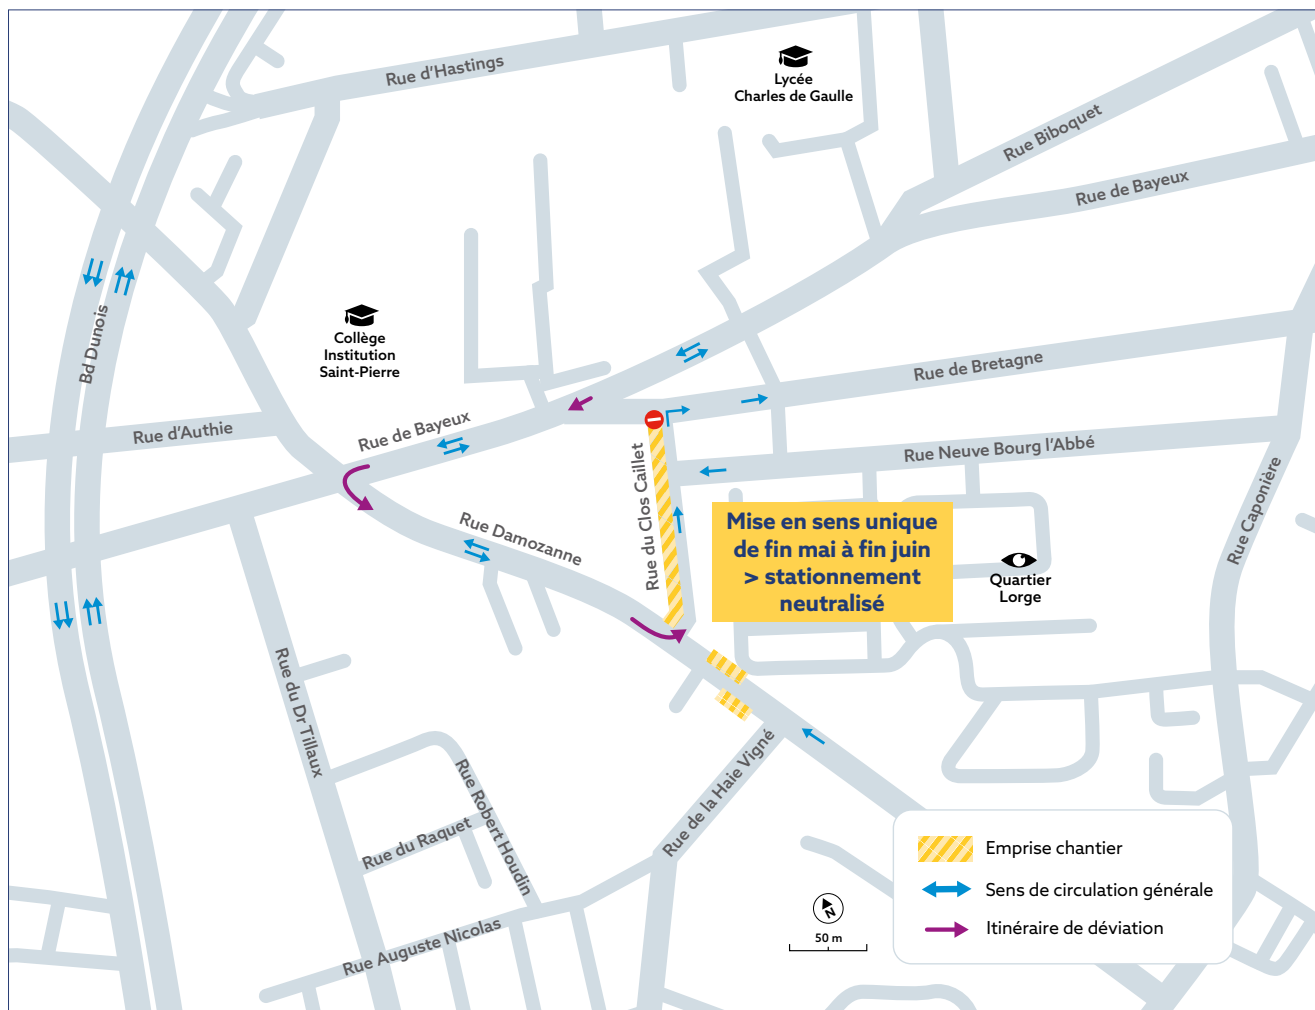 Rue d'Hastings
Lycée
Charles de Gaulle
Rue Biboquet
Rue de Bayeux
Bd Dunois
Collège
Institution
Saint-Pierre
Rue de Bretagne
Rue d'Authie
Rue de Bayeux
Rue Neuve Bourg l'Abbé
Rue du Clos Caillet
Rue Caponière
Rue Damozanne
Mise en sens unique
de fin mai à fin juin
> stationnement
neutralisé
Quartier
Lorge
Rue du Dr Tillaux
Rue de la Haie Vigné
Rue Robert Houdin
Rue du Raquet
Rue Auguste Nicolas
N
50 m
Emprise chantier
Sens de circulation générale
Itinéraire de déviation